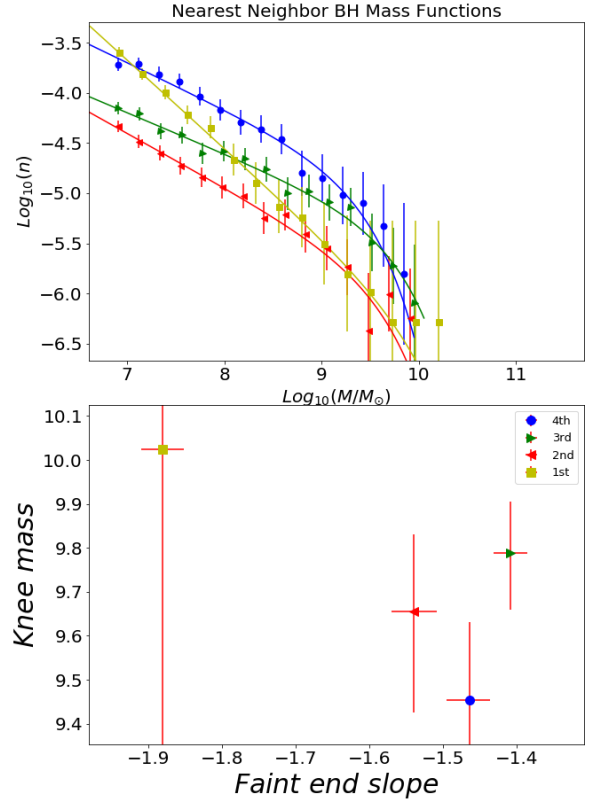 Nearest Neighbor BH Mass Functions
Log₁₀(n)
−3.5
−4.0
−4.5
−5.0
−5.5
−6.0
−6.5
7 8 9 10 11
Log₁₀(M/M☉)
Knee mass
10.1
10.0
9.9
9.8
9.7
9.6
9.5
9.4
4th
3rd
2nd
1st
−1.9 −1.8 −1.7 −1.6 −1.5 −1.4
Faint end slope